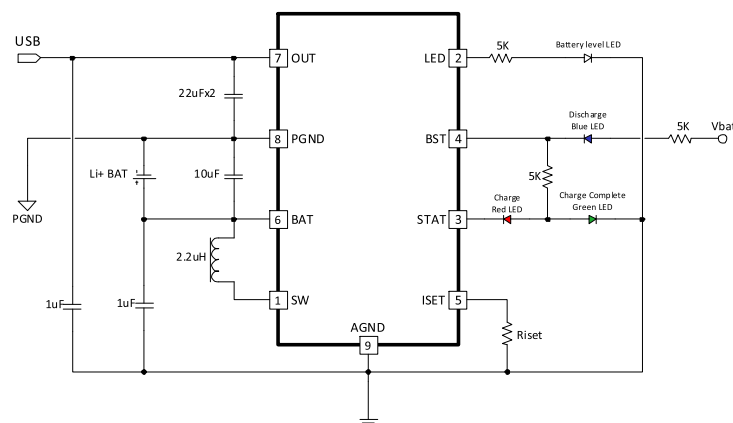 USB
7 OUT
LED 2
5K
Battery level LED
22uFx2
Discharge
Blue LED
8 PGND
BST 4
5K
Vbat
Li+ BAT
10uF
5K
PGND
Charge
Red LED
Charge Complete
Green LED
6 BAT
STAT 3
2.2uH
1uF
1uF
1 SW
ISET 5
AGND
9
Riset